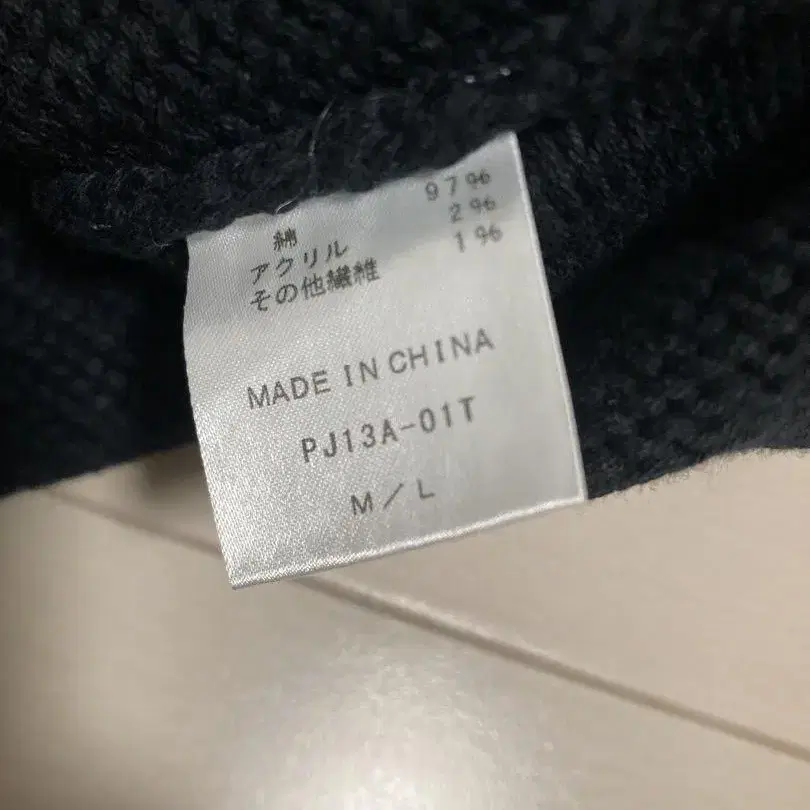 綿 97%
アクリル 2%
その他繊維 1%
MADE IN CHINA
PJ13A-01T
M/L